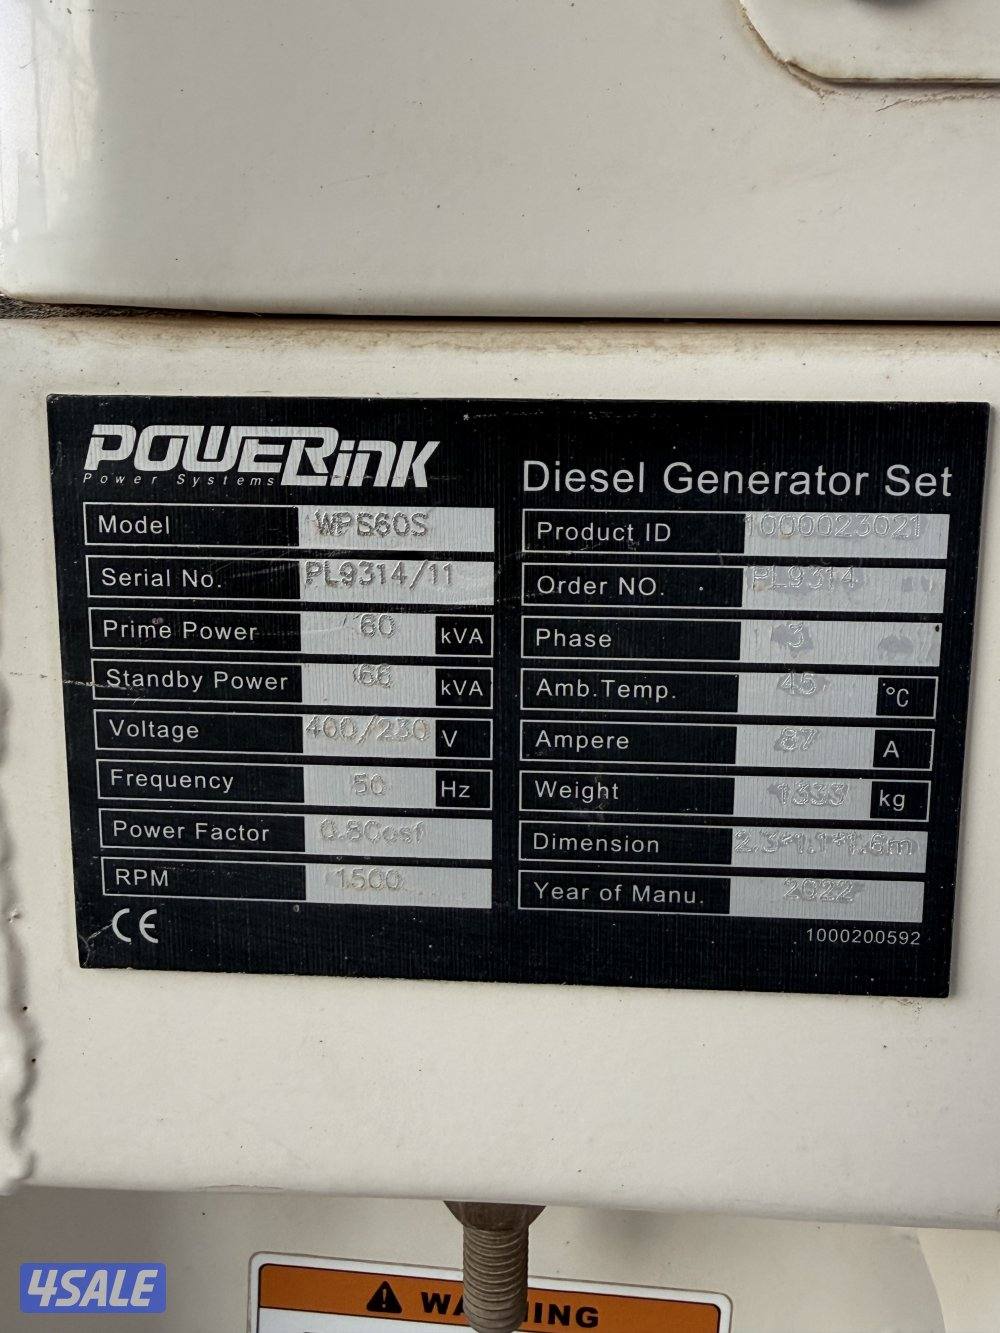 POWERLINK
Power Systems
Diesel Generator Set
Model WPS60S
Serial No. PL9314/11
Prime Power 60 kVA
Standby Power 66 kVA
Voltage 400/230 V
Frequency 50 Hz
Power Factor 0.8Cosf
RPM 1500
Product ID 1000023021
Order NO. PL9314
Phase 3
Amb.Temp. 45 °C
Ampere 87 A
Weight 1333 kg
Dimension 2.3*1.1*1.6m
Year of Manu. 2022
CE
1000200592
4SALE